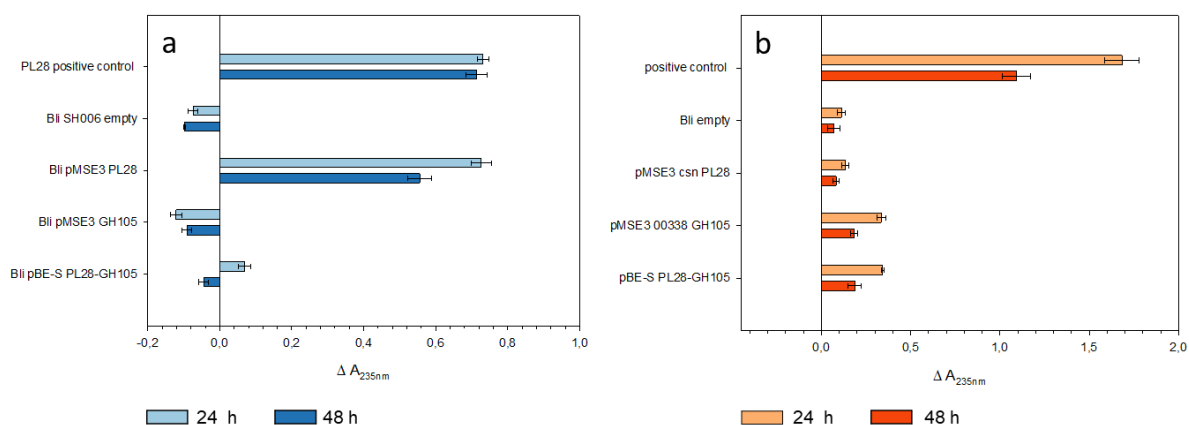 a
PL28 positive control
Bli SH006 empty
Bli pMSE3 PL28
Bli pMSE3 GH105
Bli pBE-S PL28-GH105
-0,2 0,0 0,2 0,4 0,6 0,8 1,0
Δ A235nm
24 h 48 h
b
positive control
Bli empty
pMSE3 csn PL28
pMSE3 00338 GH105
pBE-S PL28-GH105
0,0 0,5 1,0 1,5 2,0
Δ A235nm
24 h 48 h